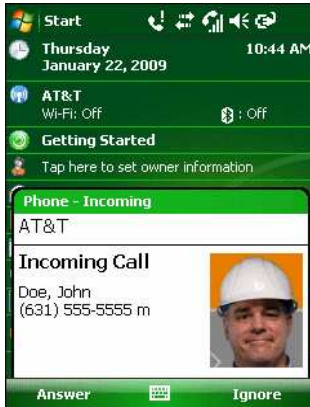 Start
Thursday
10:44 AM
January 22, 2009
AT&T
Wi-Fi: Off
: Off
Getting Started
Tap here to set owner information
Phone - Incoming
AT&T
Incoming Call
Doe, John
(631) 555-5555 m
Answer
Ignore